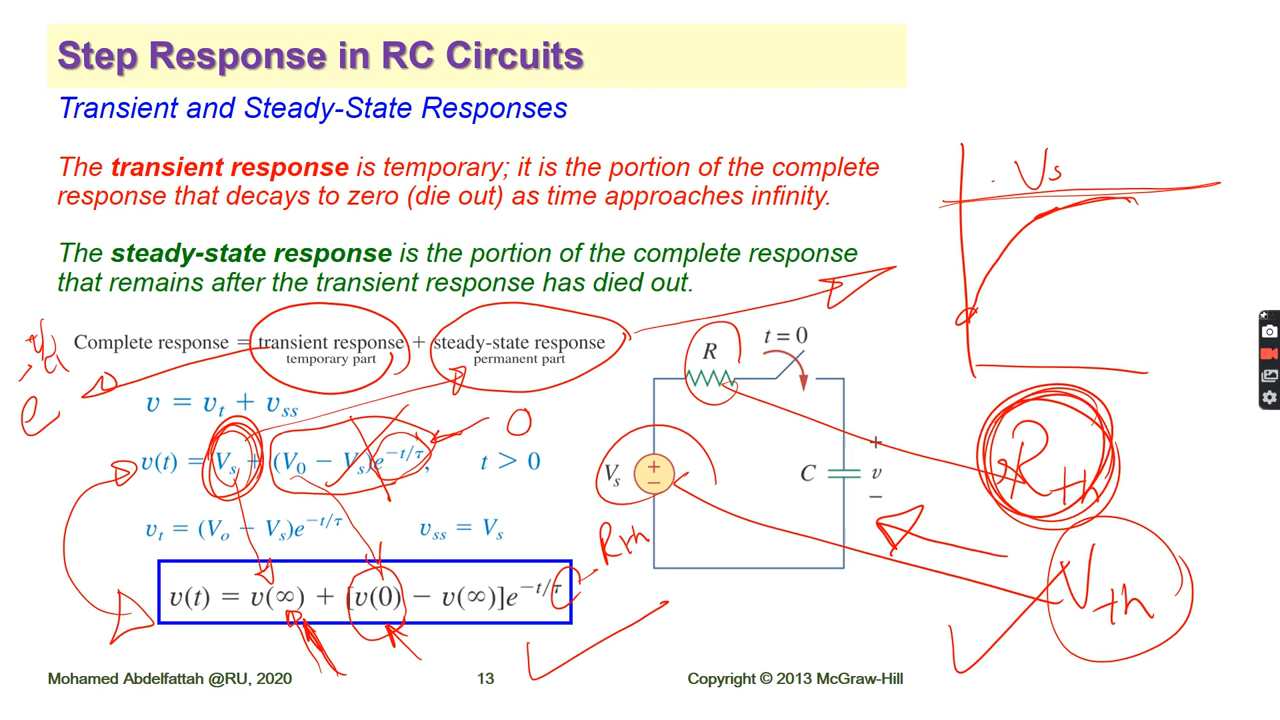 Step Response in RC Circuits
Transient and Steady-State Responses
The transient response is temporary; it is the portion of the complete
response that decays to zero (die out) as time approaches infinity.
The steady-state response is the portion of the complete response
that remains after the transient response has died out.
Complete response = transient response + steady-state response
temporary part permanent part
v = vₜ + vₛₛ
v(t) = Vₛ + (V₀ − Vₛ)e^{−t/τ}, t > 0
vₜ = (Vₒ − Vₛ)e^{−t/τ} vₛₛ = Vₛ
v(t) = v(∞) + [v(0) − v(∞)]e^{−t/τ}
R
t = 0
Vₛ
+
−
C
+
v
−
Vs
0
e
Rth
Rth
Vth
Mohamed Abdelfattah @RU, 2020 13 Copyright © 2013 McGraw-Hill